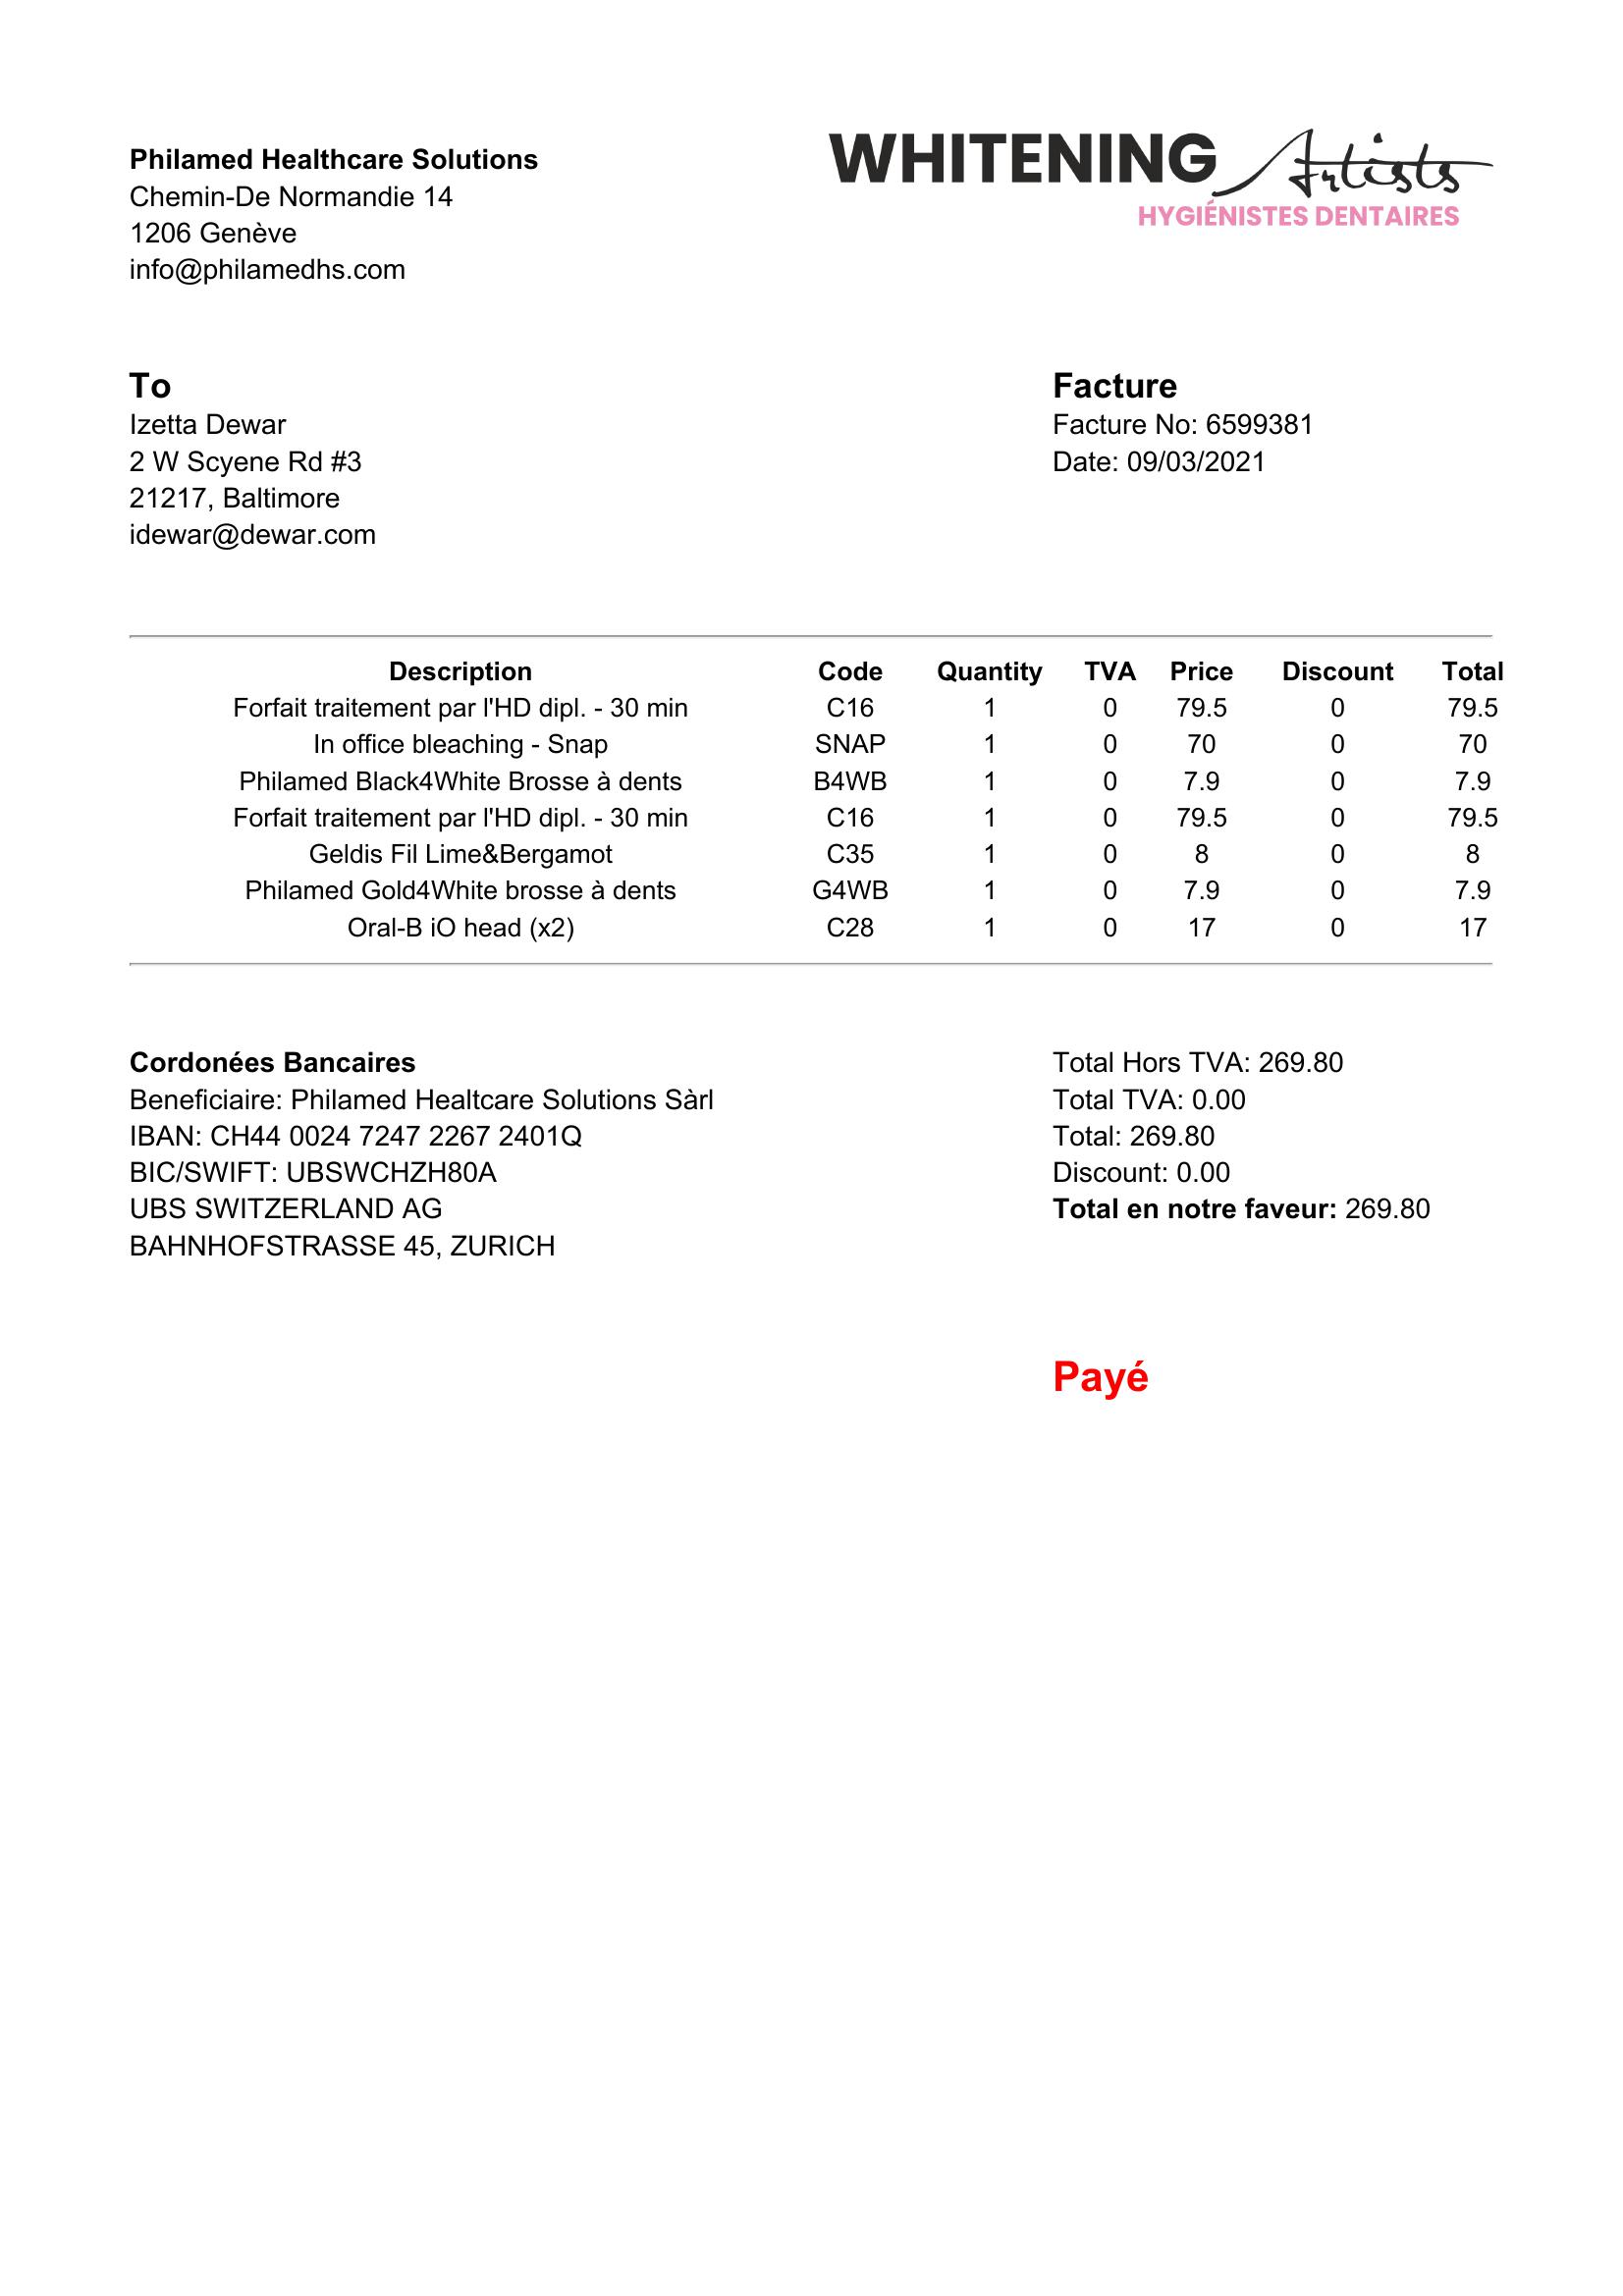 Philamed Healthcare Solutions
Chemin-De Normandie 14
1206 Genève
info@philamedhs.com
WHITENING Artists
HYGIÉNISTES DENTAIRES
To
Izetta Dewar
2 W Scyene Rd #3
21217, Baltimore
idewar@dewar.com
Facture
Facture No: 6599381
Date: 09/03/2021
Description Code Quantity TVA Price Discount Total
Forfait traitement par l'HD dipl. - 30 min C16 1 0 79.5 0 79.5
In office bleaching - Snap SNAP 1 0 70 0 70
Philamed Black4White Brosse à dents B4WB 1 0 7.9 0 7.9
Forfait traitement par l'HD dipl. - 30 min C16 1 0 79.5 0 79.5
Geldis Fil Lime&Bergamot C35 1 0 8 0 8
Philamed Gold4White brosse à dents G4WB 1 0 7.9 0 7.9
Oral-B iO head (x2) C28 1 0 17 0 17
Cordonées Bancaires
Beneficiaire: Philamed Healtcare Solutions Sàrl
IBAN: CH44 0024 7247 2267 2401Q
BIC/SWIFT: UBSWCHZH80A
UBS SWITZERLAND AG
BAHNHOFSTRASSE 45, ZURICH
Total Hors TVA: 269.80
Total TVA: 0.00
Total: 269.80
Discount: 0.00
Total en notre faveur: 269.80
Payé